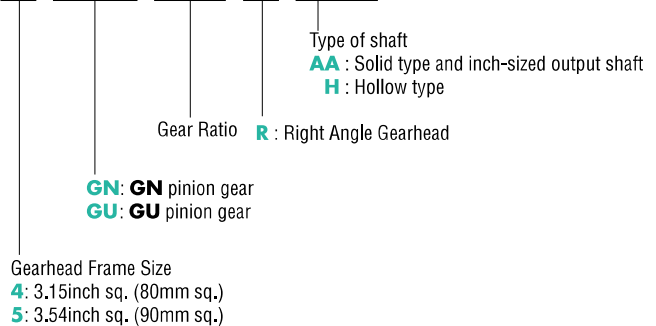 Type of shaft
AA : Solid type and inch-sized output shaft
H : Hollow type
Gear Ratio
R : Right Angle Gearhead
GN: GN pinion gear
GU: GU pinion gear
Gearhead Frame Size
4: 3.15inch sq. (80mm sq.)
5: 3.54inch sq. (90mm sq.)